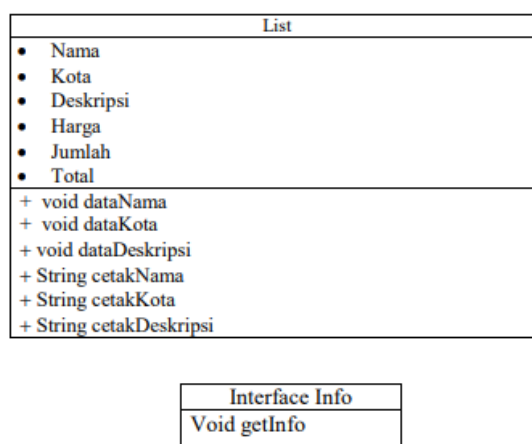 List
• Nama
• Kota
• Deskripsi
• Harga
• Jumlah
• Total
+ void dataNama
+ void dataKota
+ void dataDeskripsi
+ String cetakNama
+ String cetakKota
+ String cetakDeskripsi
Interface Info
Void getInfo